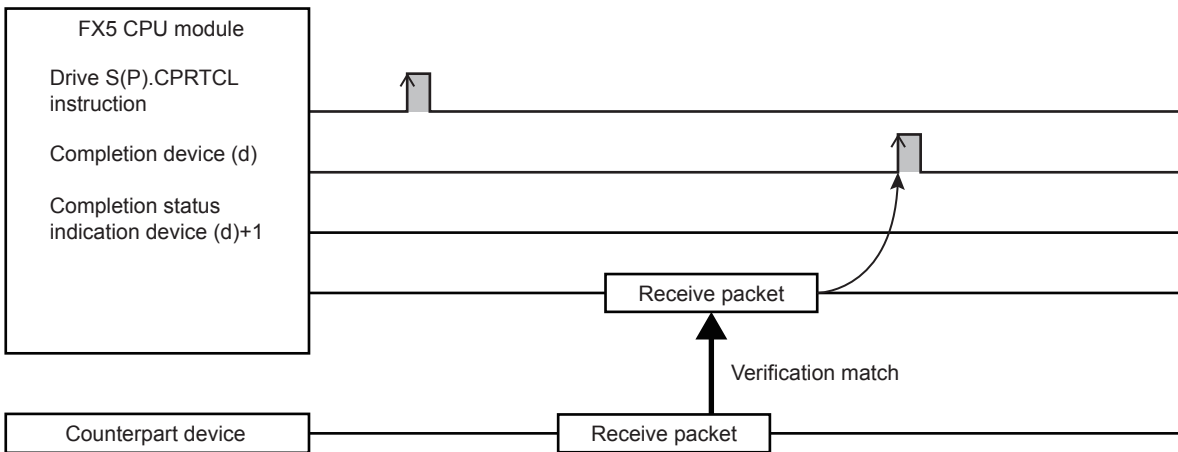 FX5 CPU module
Drive S(P).CPRTCL
instruction
Completion device (d)
Completion status
indication device (d)+1
Receive packet
Verification match
Counterpart device
Receive packet